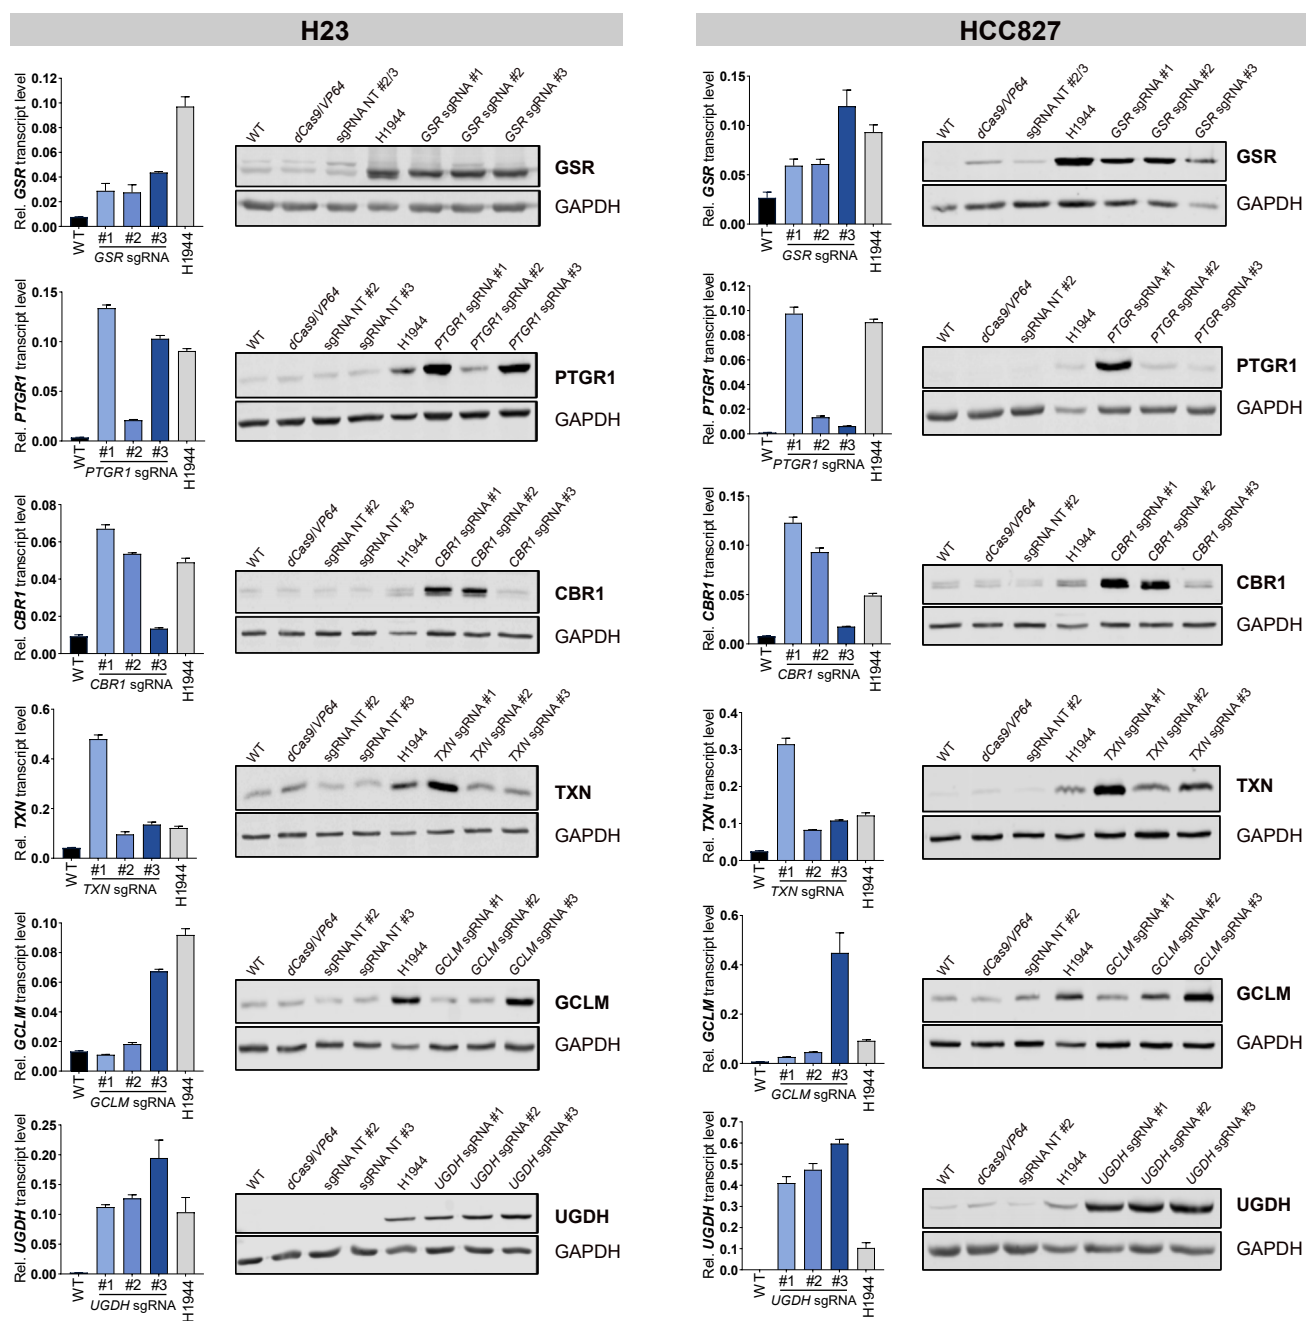 H23
HCC827
Rel. GSR transcript level
0.12
0.10
0.08
0.06
0.04
0.02
0.00
WT
#1 #2 #3
GSR sgRNA
H1944
WT
dCas9/VP64
sgRNA NT #2/3
H1944
GSR sgRNA #1
GSR sgRNA #2
GSR sgRNA #3
GSR
GAPDH
Rel. GSR transcript level
0.15
0.10
0.05
0.00
WT
#1 #2 #3
GSR sgRNA
H1944
WT
dCas9/VP64
sgRNA NT #2/3
H1944
GSR sgRNA #1
GSR sgRNA #2
GSR sgRNA #3
GSR
GAPDH
Rel. PTGR1 transcript level
0.15
0.10
0.05
0.00
WT
#1 #2 #3
PTGR1 sgRNA
H1944
WT
dCas9/VP64
sgRNA NT #2
sgRNA NT #3
H1944
PTGR1 sgRNA #1
PTGR1 sgRNA #2
PTGR1 sgRNA #3
PTGR1
GAPDH
Rel. PTGR1 transcript level
0.12
0.10
0.08
0.06
0.04
0.02
0.00
WT
#1 #2 #3
PTGR1 sgRNA
H1944
WT
dCas9/VP64
sgRNA NT #2
H1944
PTGR sgRNA #1
PTGR sgRNA #2
PTGR sgRNA #3
PTGR1
GAPDH
Rel. CBR1 transcript level
0.08
0.06
0.04
0.02
0.00
WT
#1 #2 #3
CBR1 sgRNA
H1944
WT
dCas9/VP64
sgRNA NT #2
sgRNA NT #3
H1944
CBR1 sgRNA #1
CBR1 sgRNA #2
CBR1 sgRNA #3
CBR1
GAPDH
Rel. CBR1 transcript level
0.15
0.10
0.05
0.00
WT
#1 #2 #3
CBR1 sgRNA
H1944
WT
dCas9/VP64
sgRNA NT #2
H1944
CBR1 sgRNA #1
CBR1 sgRNA #2
CBR1 sgRNA #3
CBR1
GAPDH
Rel. TXN transcript level
0.6
0.4
0.2
0.0
WT
#1 #2 #3
TXN sgRNA
H1944
WT
dCas9/VP64
sgRNA NT #2
sgRNA NT #3
H1944
TXN sgRNA #1
TXN sgRNA #2
TXN sgRNA #3
TXN
GAPDH
Rel. TXN transcript level
0.4
0.3
0.2
0.1
0.0
WT
#1 #2 #3
TXN sgRNA
H1944
WT
dCas9/VP64
sgRNA NT #2
H1944
TXN sgRNA #1
TXN sgRNA #2
TXN sgRNA #3
TXN
GAPDH
Rel. GCLM transcript level
0.10
0.08
0.06
0.04
0.02
0.00
WT
#1 #2 #3
GCLM sgRNA
H1944
WT
dCas9/VP64
sgRNA NT #2
sgRNA NT #3
H1944
GCLM sgRNA #1
GCLM sgRNA #2
GCLM sgRNA #3
GCLM
GAPDH
Rel. GCLM transcript level
0.6
0.4
0.2
0.0
WT
#1 #2 #3
GCLM sgRNA
H1944
WT
dCas9/VP64
sgRNA NT #2
H1944
GCLM sgRNA #1
GCLM sgRNA #2
GCLM sgRNA #3
GCLM
GAPDH
Rel. UGDH transcript level
0.25
0.20
0.15
0.10
0.05
0.00
WT
#1 #2 #3
UGDH sgRNA
H1944
WT
dCas9/VP64
sgRNA NT #2
sgRNA NT #3
H1944
UGDH sgRNA #1
UGDH sgRNA #2
UGDH sgRNA #3
UGDH
GAPDH
Rel. UGDH transcript level
0.7
0.6
0.5
0.4
0.3
0.2
0.1
0.0
WT
#1 #2 #3
UGDH sgRNA
H1944
WT
dCas9/VP64
sgRNA NT #2
H1944
UGDH sgRNA #1
UGDH sgRNA #2
UGDH sgRNA #3
UGDH
GAPDH